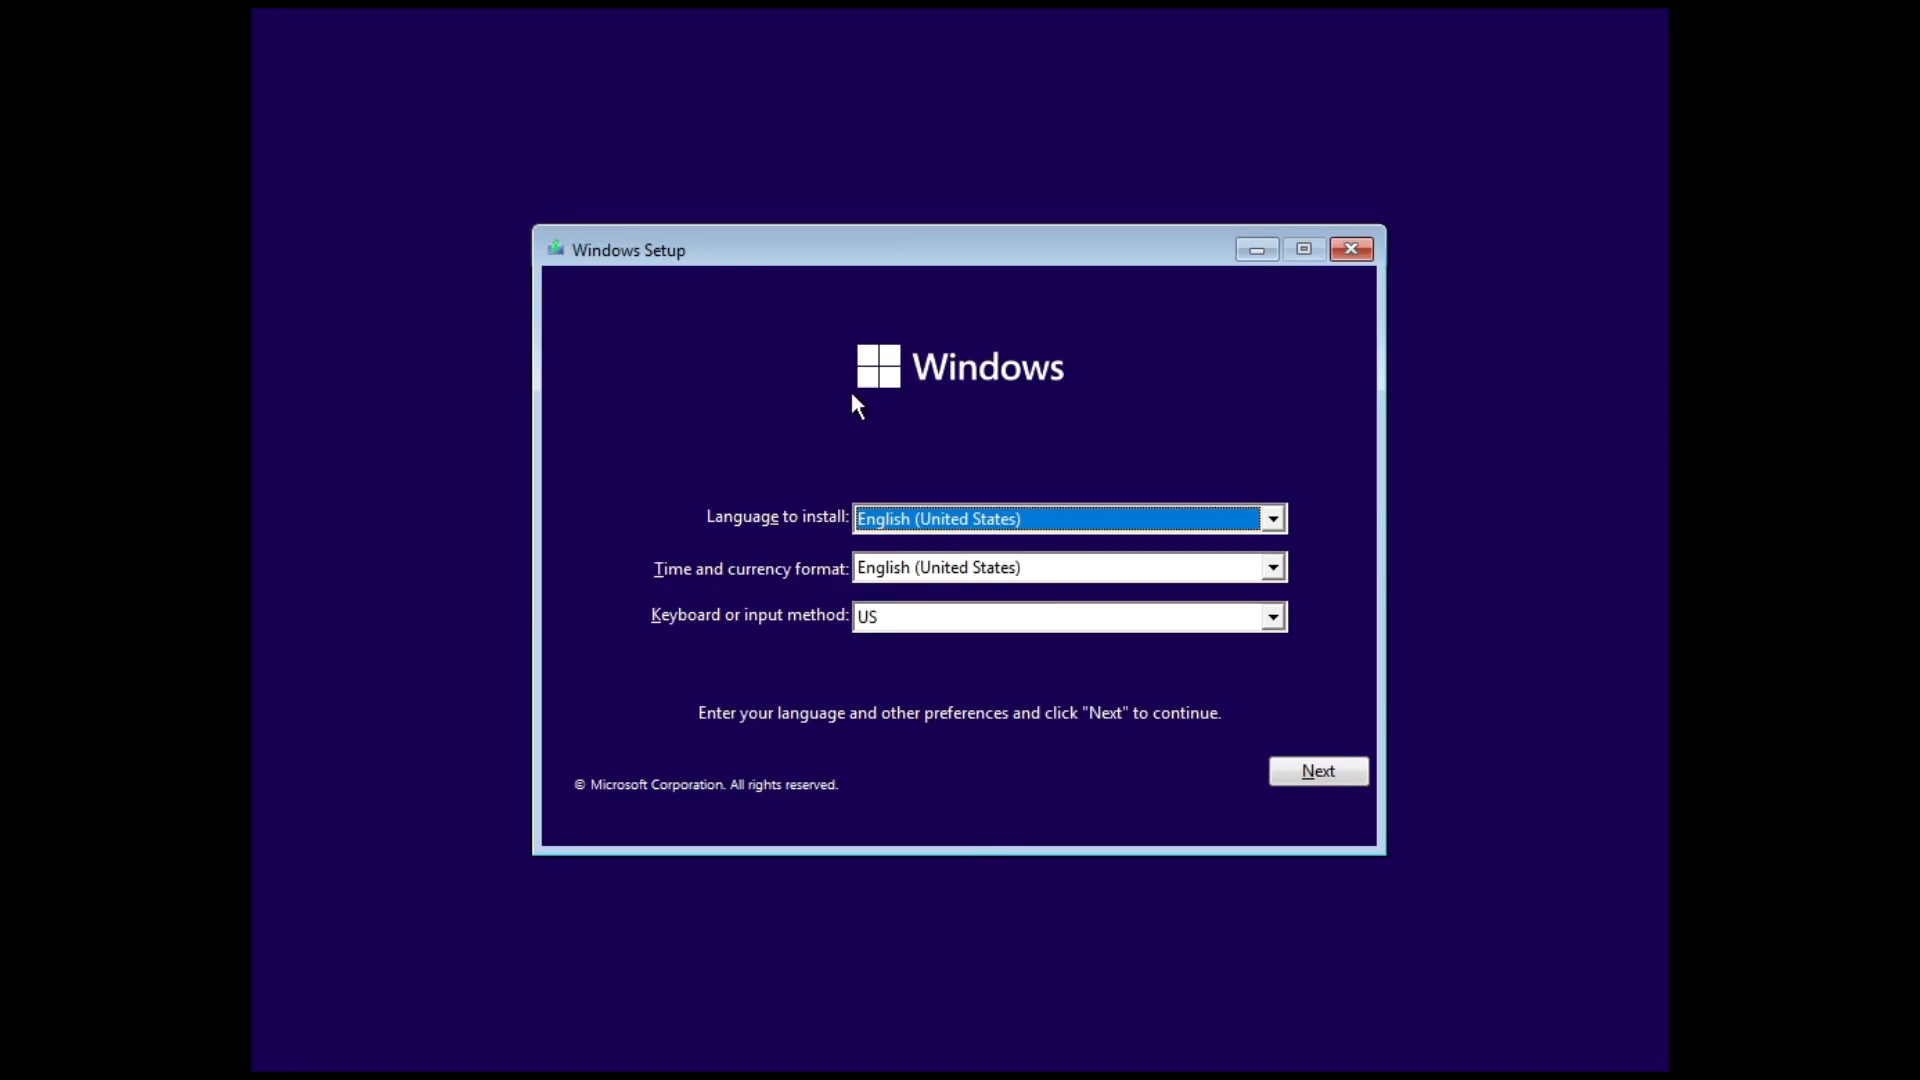 Windows Setup
Windows
Language to install: English (United States)
Time and currency format: English (United States)
Keyboard or input method: US
Enter your language and other preferences and click "Next" to continue.
Next
© Microsoft Corporation. All rights reserved.